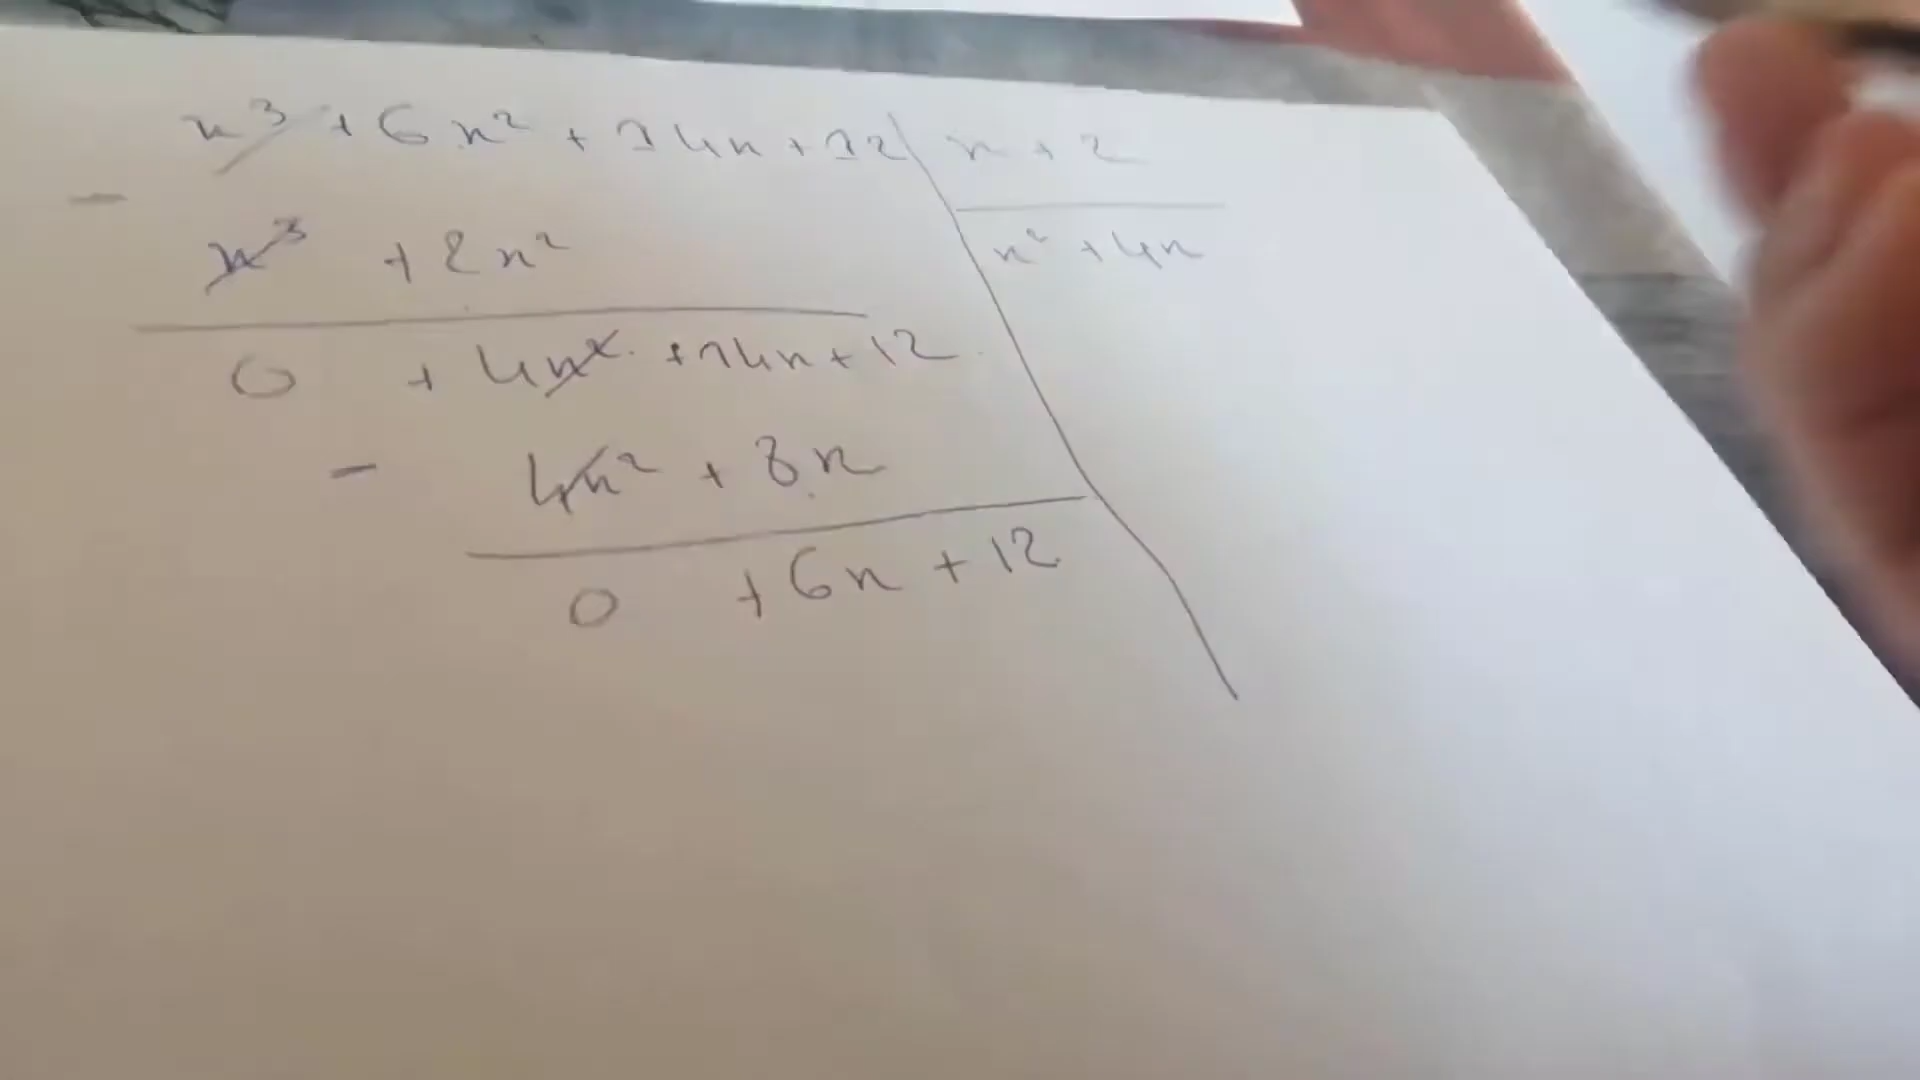 x³ + 6x² + 14x + 12 | x + 2
- x³ + 2x² | x² + 4x
0 + 4x² + 14x + 12
- 4x² + 8x
0 + 6x + 12